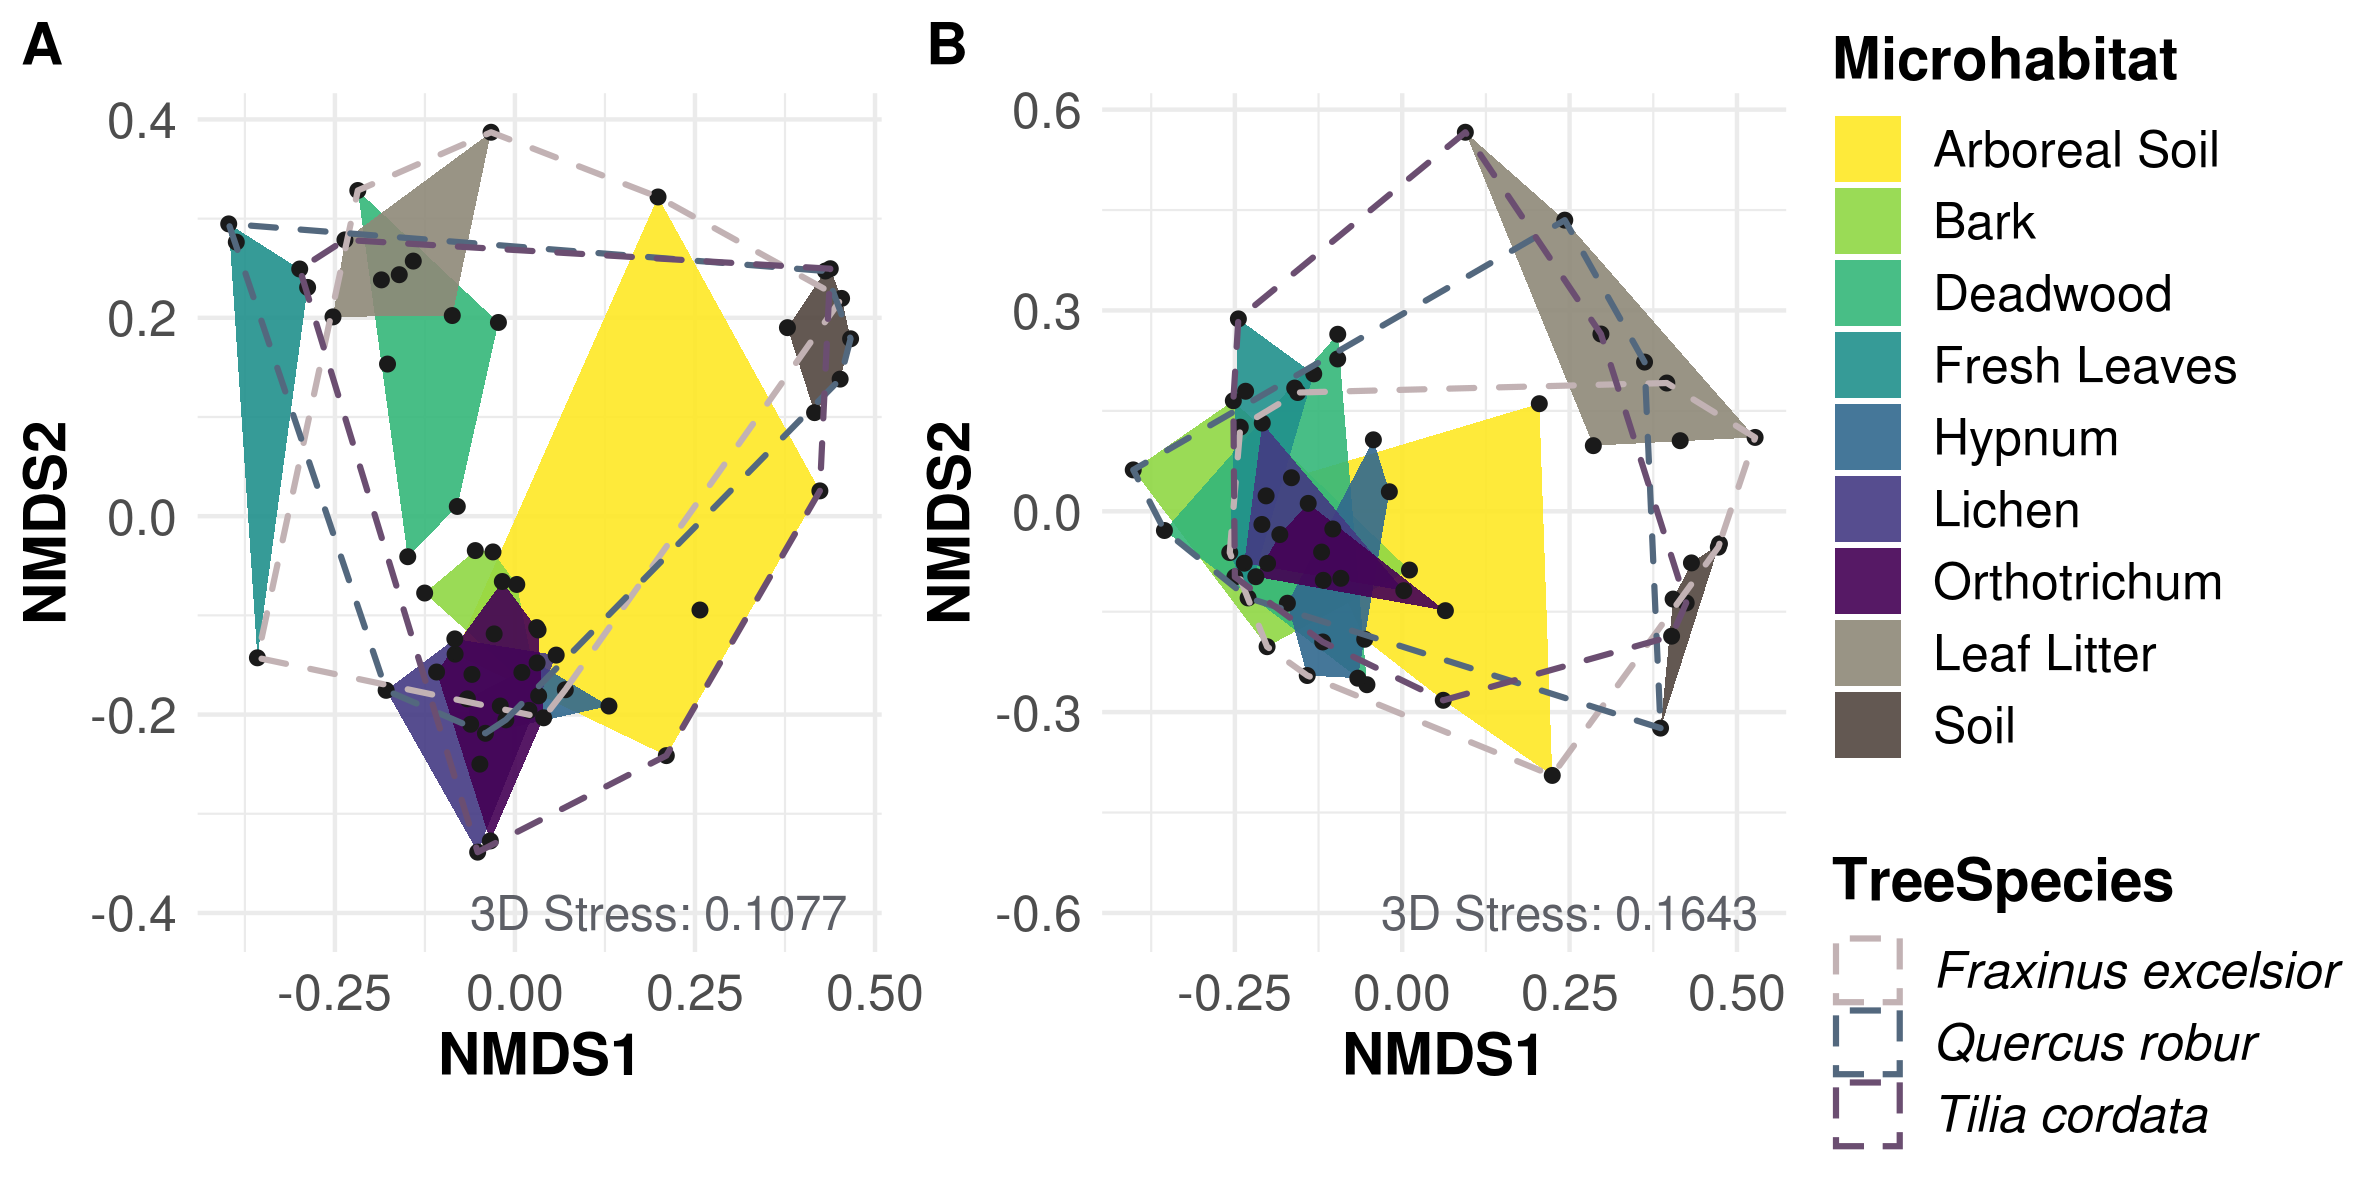 A
B
0.4
0.2
0.0
-0.2
-0.4
NMDS2
-0.25
0.00
0.25
0.50
NMDS1
3D Stress: 0.1077
0.6
0.3
0.0
-0.3
-0.6
NMDS2
-0.25
0.00
0.25
0.50
NMDS1
3D Stress: 0.1643
Microhabitat
Arboreal Soil
Bark
Deadwood
Fresh Leaves
Hypnum
Lichen
Orthotrichum
Leaf Litter
Soil
TreeSpecies
Fraxinus excelsior
Quercus robur
Tilia cordata